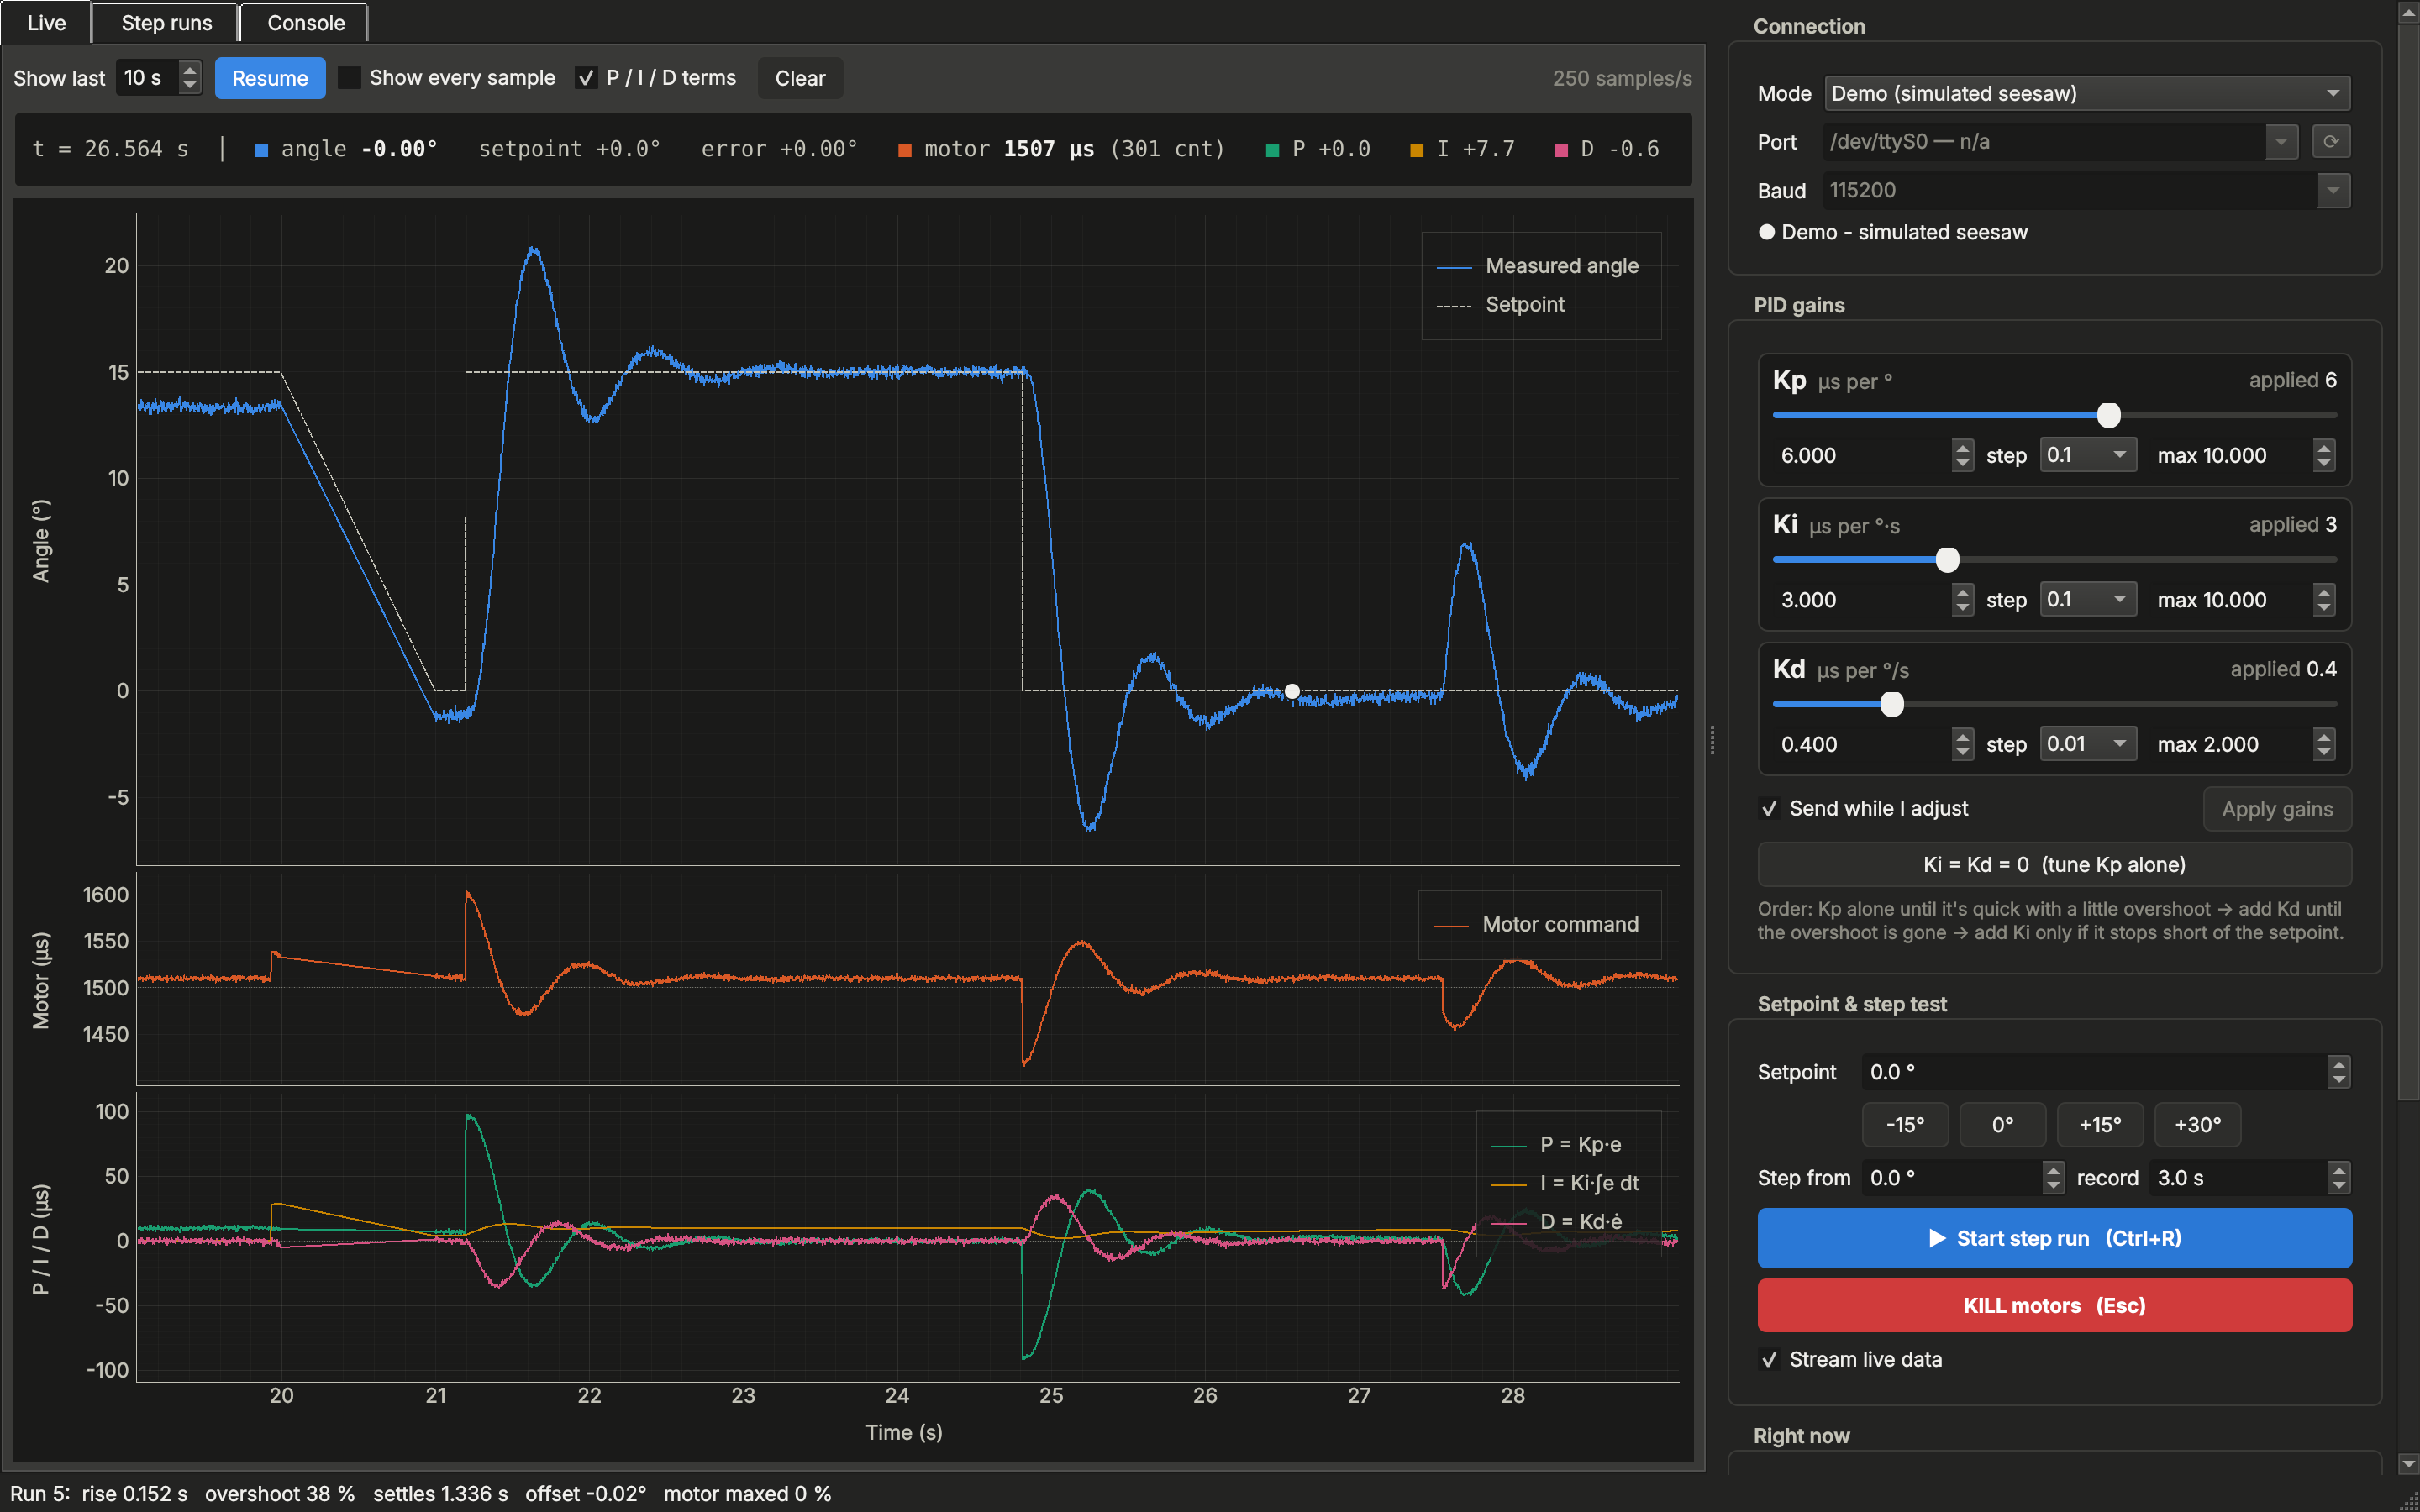 Live Step runs Console
Show last 10 s Resume Show every sample P / I / D terms Clear 250 samples/s
t = 26.564 s | angle -0.00° setpoint +0.0° error +0.00° motor 1507 µs (301 cnt) P +0.0 I +7.7 D -0.6
Angle (°)
20
15
10
5
0
-5
Measured angle
Setpoint
Motor (µs)
1600
1550
1500
1450
Motor command
P / I / D (µs)
100
50
0
-50
-100
P = Kp·e
I = Ki·∫e dt
D = Kd·ė
20 21 22 23 24 25 26 27 28
Time (s)
Connection
Mode Demo (simulated seesaw)
Port /dev/ttyS0 — n/a
Baud 115200
Demo - simulated seesaw
PID gains
Kp µs per ° applied 6
6.000 step 0.1 max 10.000
Ki µs per °·s applied 3
3.000 step 0.1 max 10.000
Kd µs per °/s applied 0.4
0.400 step 0.01 max 2.000
Send while I adjust Apply gains
Ki = Kd = 0 (tune Kp alone)
Order: Kp alone until it's quick with a little overshoot → add Kd until
the overshoot is gone → add Ki only if it stops short of the setpoint.
Setpoint & step test
Setpoint 0.0 °
-15° 0° +15° +30°
Step from 0.0 ° record 3.0 s
Start step run (Ctrl+R)
KILL motors (Esc)
Stream live data
Right now
Run 5: rise 0.152 s overshoot 38 % settles 1.336 s offset -0.02° motor maxed 0 %